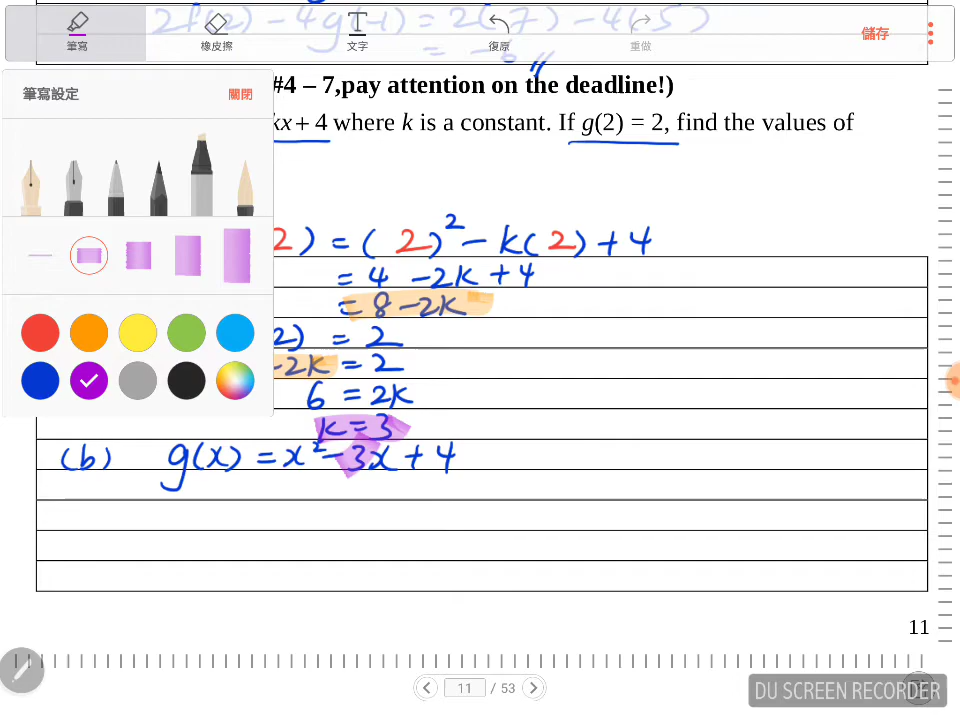 2f(2) - 4g(-1) = 2(7) - 4(5)
= -6
筆寫
橡皮擦
文字
復原
重做
儲存
筆寫設定
關閉
#4 – 7,pay attention on the deadline!)
kx + 4 where k is a constant. If g(2) = 2, find the values of
2) = (2)² - k(2) + 4
= 4 - 2k + 4
= 8 - 2k
2) = 2
-2k = 2
6 = 2k
k = 3
(b) g(x) = x² - 3x + 4
11
11 / 53
DU SCREEN RECORDER